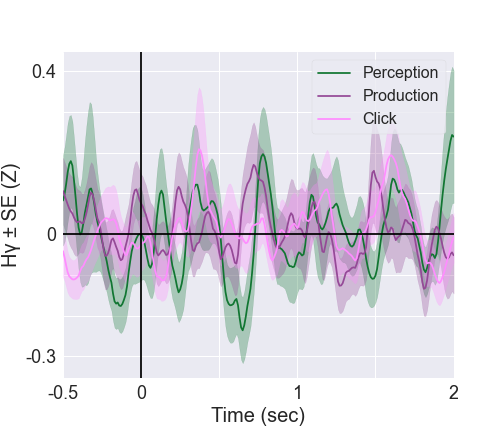 Perception
Production
Click
Hγ ± SE (Z)
0.4
0
-0.3
-0.5
0
1
2
Time (sec)